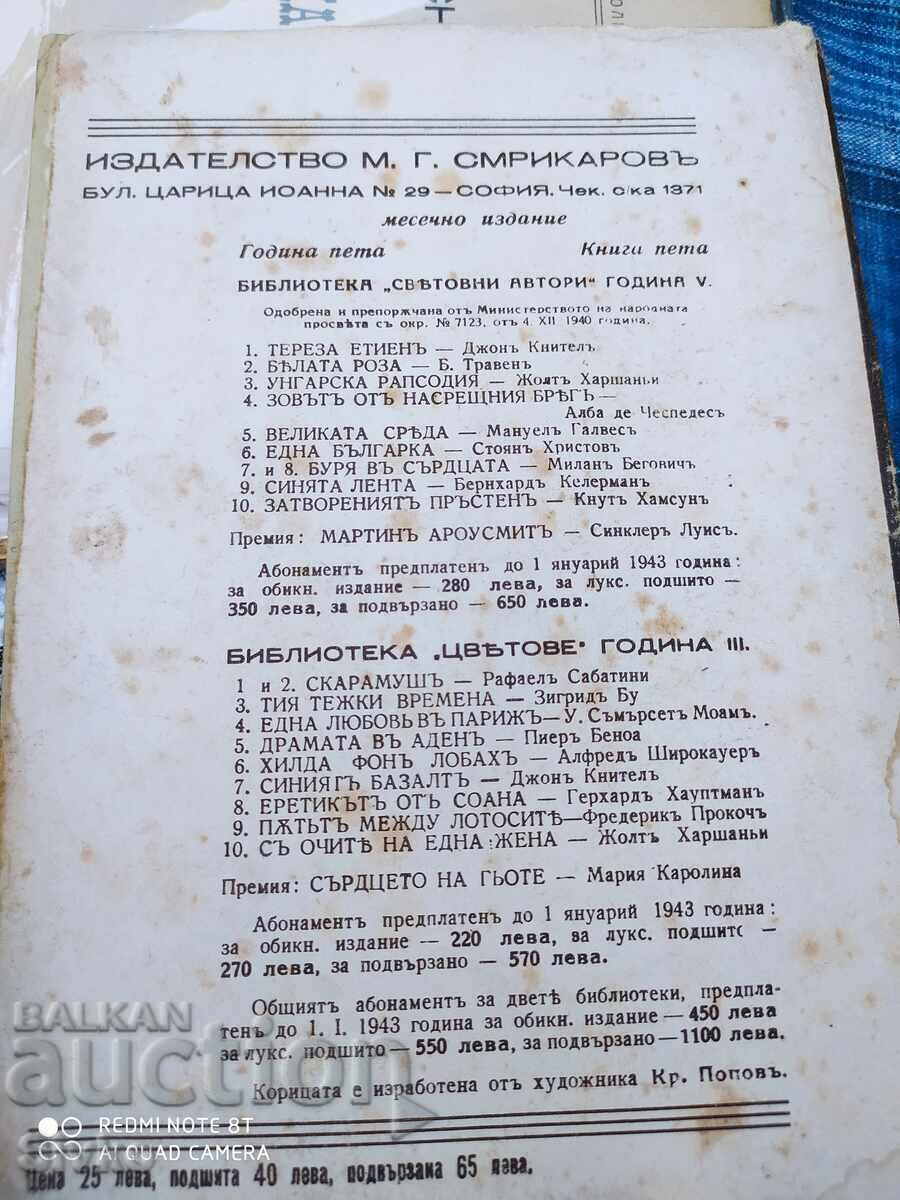 ИЗДАТЕЛСТВО М. Г. СМРИКАРОВЪ
БУЛ. ЦАРИЦА ИОАННА № 29 — СОФИЯ. Чек. с/ка 1371
месечно издание
Година пета Книги пета
БИБЛИОТЕКА „СВѢТОВНИ АВТОРИ“ ГОДИНА V.
Одобрена и препорѫчана отъ Министерството на народната
просвѣта съ окр. № 7123, отъ 4. XII 1940 година.
1. ТЕРЕЗА ЕТИЕНЪ — Джонъ Книтель
2. БѢЛАТА РОЗА — Б. Травенъ
3. УНГАРСКА РАПСОДИЯ — Жолтъ Харшаньи
4. ЗОВЪТЪ ОТЪ НАСРЕЩНИЯ БРѢГЪ —
Алба де Чеспедесъ
5. ВЕЛИКАТА СРѢДА — Мануелъ Галвесъ
6. ЕДНА БЪЛГАРКА — Стоянъ Христовъ
7. и 8. БУРЯ ВЪ СЪРДЦАТА — Миланъ Беговичъ
9. СИНЯТА ЛЕНТА — Бернхардъ Келерманъ
10. ЗАТВОРЕНИЯТЪ ПРЪСТЕНЪ — Кнутъ Хамсунъ
Премия: МАРТИНЪ АРОУСМИТЪ — Синклеръ Луисъ.
Абонаментъ предплатенъ до 1 януарий 1943 година:
за обикн. издание — 280 лева, за лукс. подшито —
350 лева, за подвързано — 650 лева.
БИБЛИОТЕКА „ЦВѢТОВЕ“ ГОДИНА III.
1 и 2. СКАРАМУШЪ — Рафаелъ Сабатини
3. ТИЯ ТЕЖКИ ВРЕМЕНА — Зигридъ Бу
4. ЕДНА ЛЮБОВЬ ВЪ ПАРИЖЪ — У. Съмърсетъ Моамъ.
5. ДРАМАТА ВЪ АДЕНЪ — Пиеръ Беноа
6. ХИЛДА ФОНЪ ЛОБАХЪ — Алфредъ Широкауеръ
7. СИНИЯТЪ БАЗАЛТЪ — Джонъ Книтель
8. ЕРЕТИКЪТЪ ОТЪ СОАНА — Герхардъ Хауптманъ
9. ПѪТЬТЪ МЕЖДУ ЛОТОСИТѢ — Фредерикъ Прокочъ
10. СЪ ОЧИТѢ НА ЕДНА ЖЕНА — Жолтъ Харшаньи
Премия: СЪРДЦЕТО НА ГЬОТЕ — Мария Каролина
Абонаментъ предплатенъ до 1 януарий 1943 година:
за обикн. издание — 220 лева, за лукс. подшито —
270 лева, за подвързано — 570 лева.
Общиятъ абонаментъ за дветѣ библиотеки, предпла-
тенъ до 1. I. 1943 година за обикн. издание — 450 лева
за лукс. подшито — 550 лева, за подвързано — 1100 лева.
Корицата е изработена отъ художника Кр. Поповъ.
Цена 25 лева, подшита 40 лева, подвързана 65 лева.
BALKAN
auction
REDMI NOTE 8T
AI QUAD CAMERA